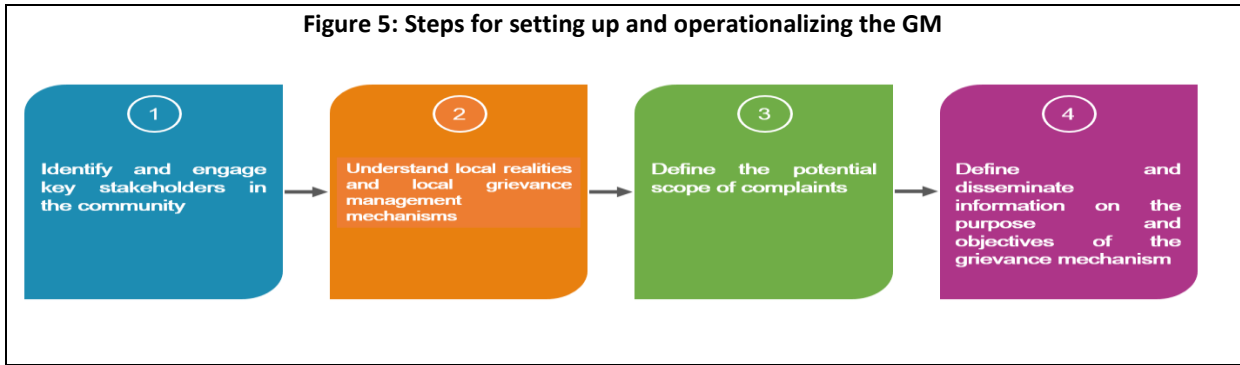 Figure 5: Steps for setting up and operationalizing the GM
1
Identify and engage
key stakeholders in
the community
2
Understand local realities
and local grievance
management
mechanisms
3
Define the potential
scope of complaints
4
Define and
disseminate
information on the
purpose and
objectives of the
grievance mechanism